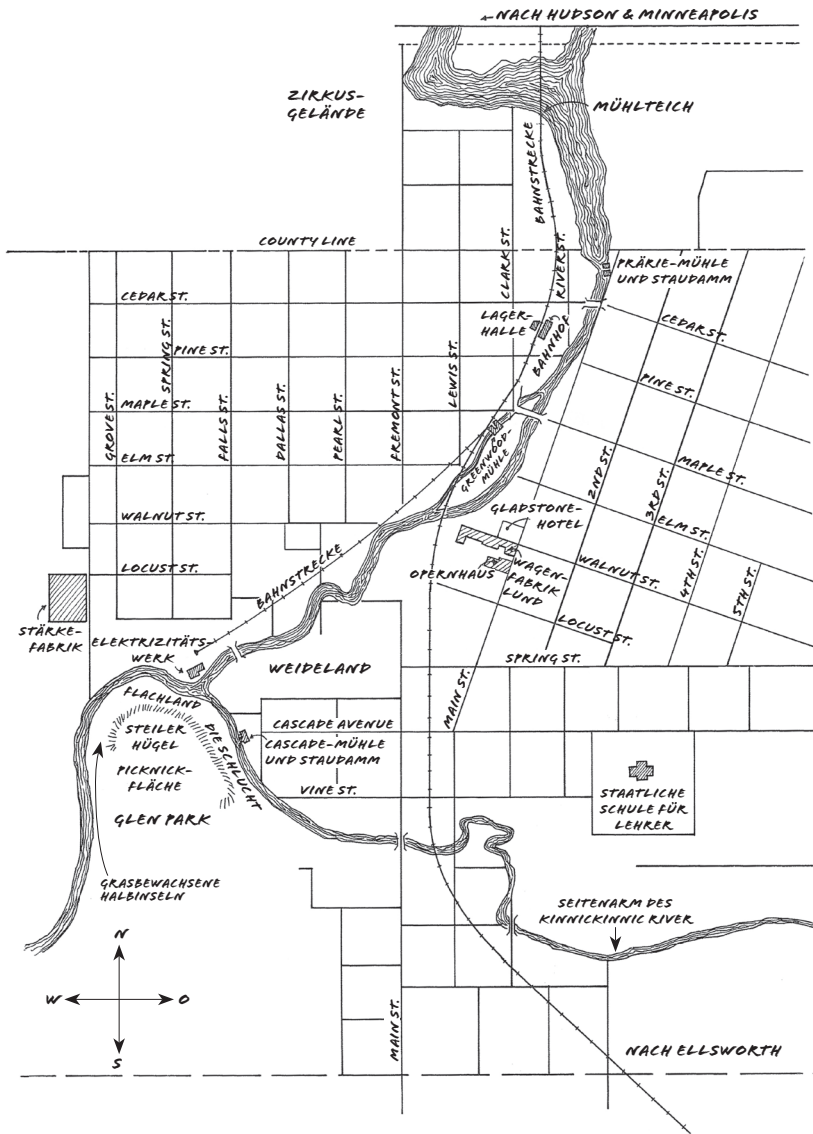 NACH HUDSON & MINNEAPOLIS
ZIRKUS-
GELÄNDE
MÜHLTEICH
BAHNSTRECKE
COUNTY LINE
CLARK ST.
RIVER ST.
PRÄRIE-MÜHLE
UND STAUDAMM
CEDAR ST.
LAGER-
HALLE
BAHNHOF
CEDAR ST.
SPRING ST.
PINE ST.
LEWIS ST.
PINE ST.
MAPLE ST.
GROVE ST.
FALLS ST.
DALLAS ST.
PEARL ST.
FREMONT ST.
ELM ST.
GREENWOOD-
MÜHLE
MAPLE ST.
2ND ST.
3RD ST.
ELM ST.
WALNUT ST.
GLADSTONE-
HOTEL
WAGEN-
FABRIK
LUND
OPERNHAUS
WALNUT ST.
4TH ST.
5TH ST.
LOCUST ST.
BAHNSTRECKE
LOCUST ST.
STÄRKE-
FABRIK
ELEKTRIZITÄTS-
WERK
SPRING ST.
WEIDELAND
FLACHLAND
MAIN ST.
STEILER
HÜGEL
DIE SCHLUCHT
CASCADE AVENUE
CASCADE-MÜHLE
UND STAUDAMM
PICKNICK-
FLÄCHE
VINE ST.
STAATLICHE
SCHULE FÜR
LEHRER
GLEN PARK
GRASBEWACHSENE
HALBINSELN
SEITENARM DES
KINNICKINNIC RIVER
N
W
O
S
MAIN ST.
NACH ELLSWORTH